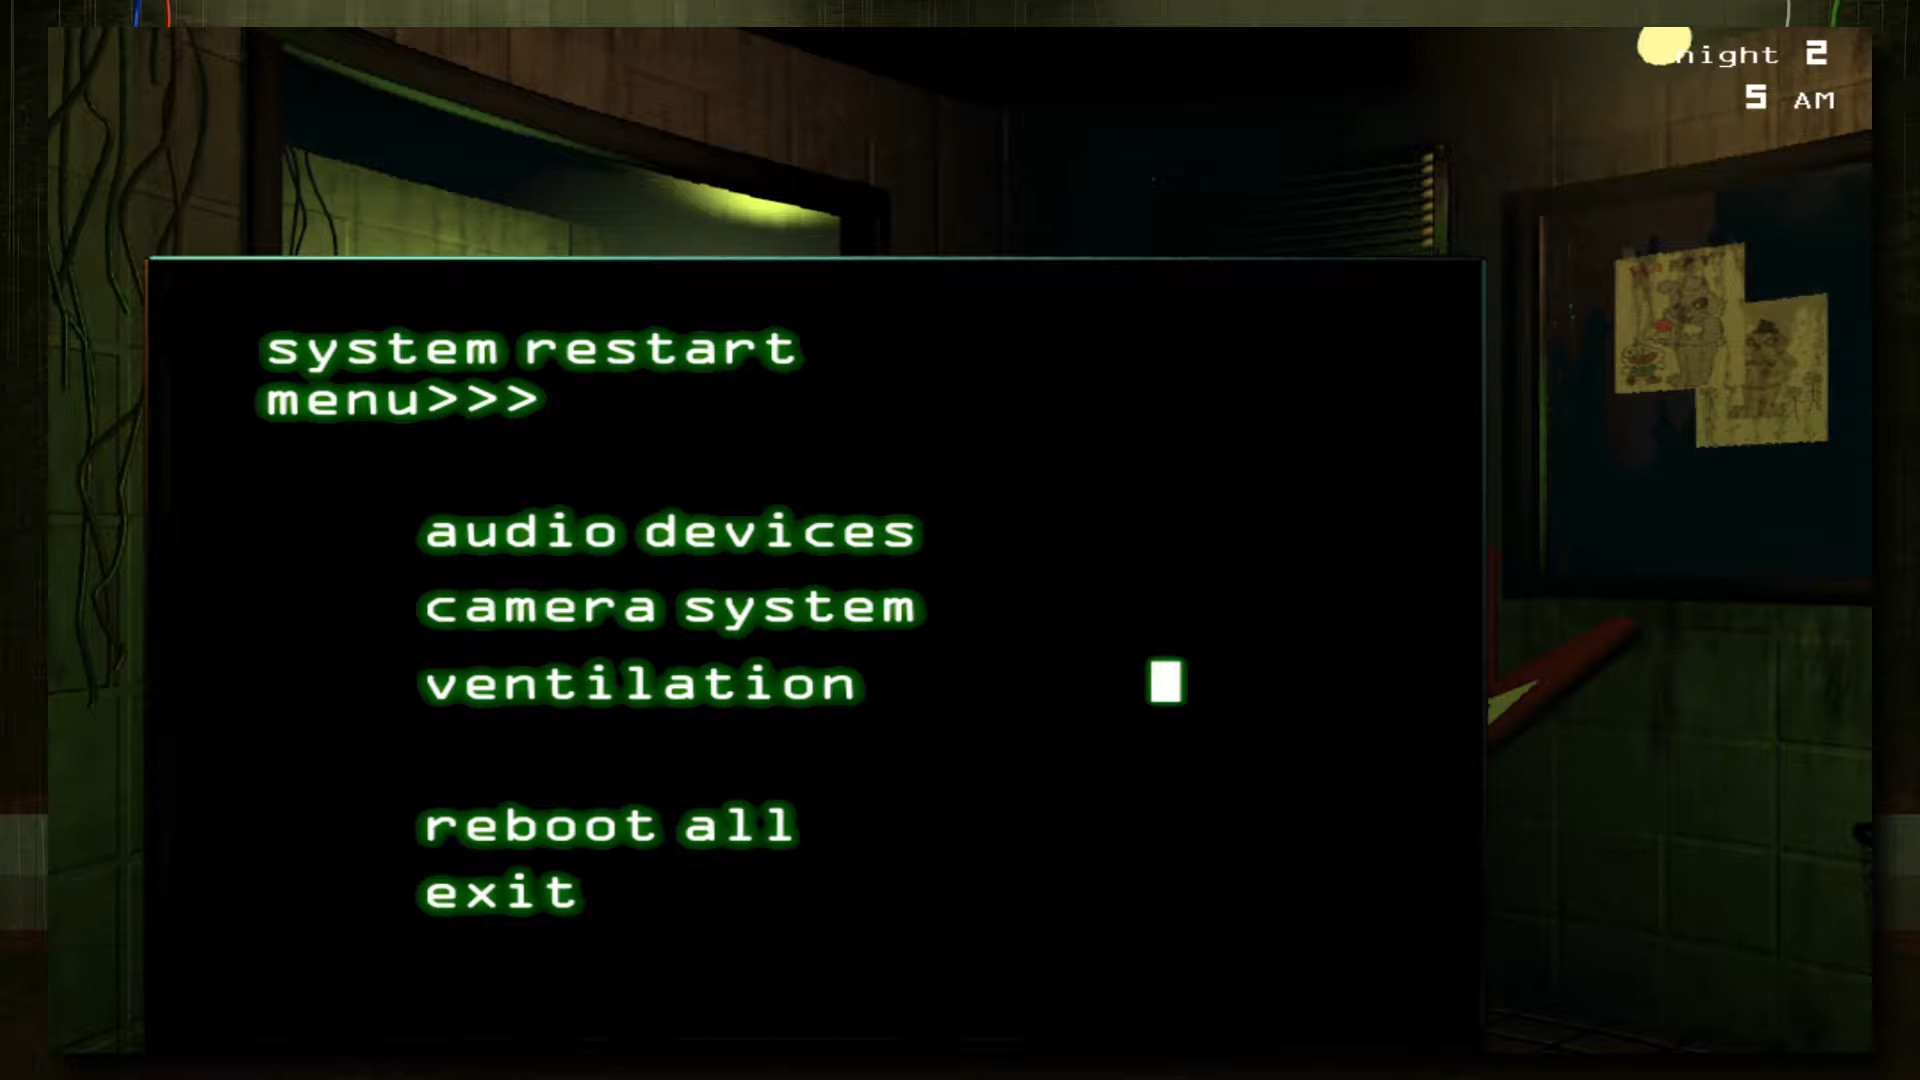 night 2
5 AM
system restart
menu>>>
audio devices
camera system
ventilation
reboot all
exit